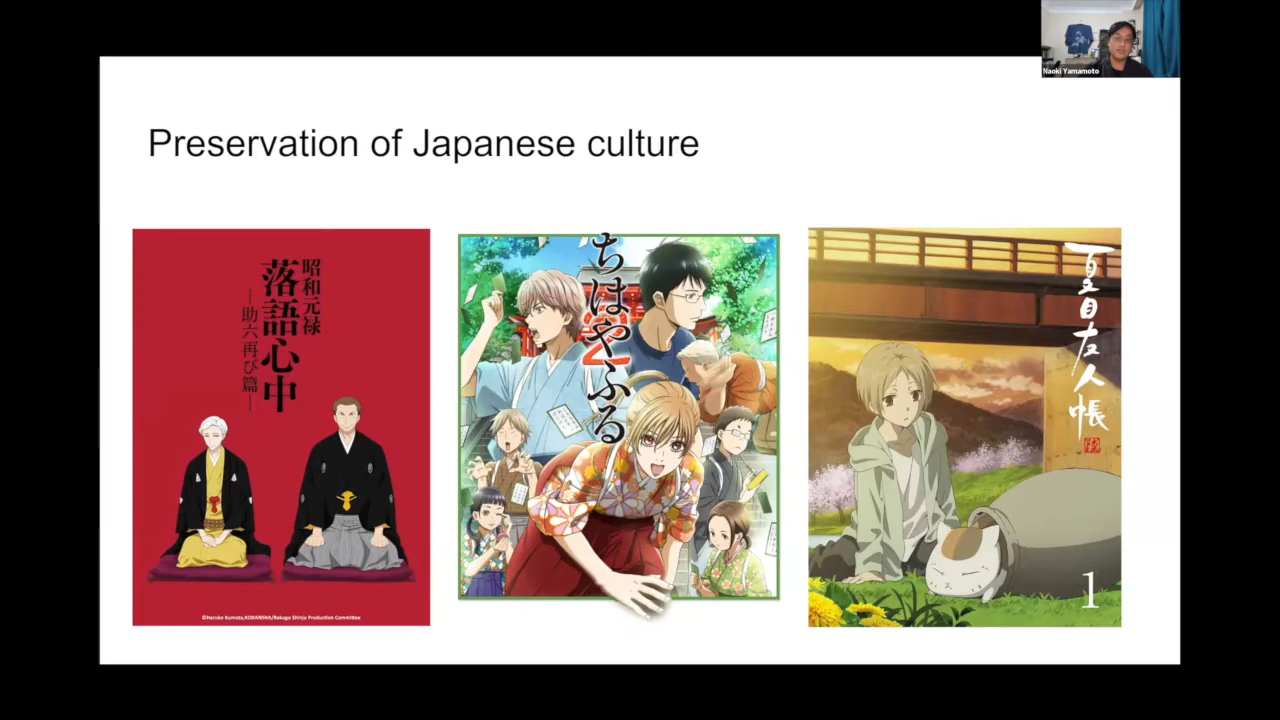 Naoki Yamamoto
Preservation of Japanese culture
昭和元禄
落語心中
―助六再び篇―
©Haruko Kumota,KODANSHA/Rakugo Shinju Production Committee
ちはやふる
2
夏目友人帳
1